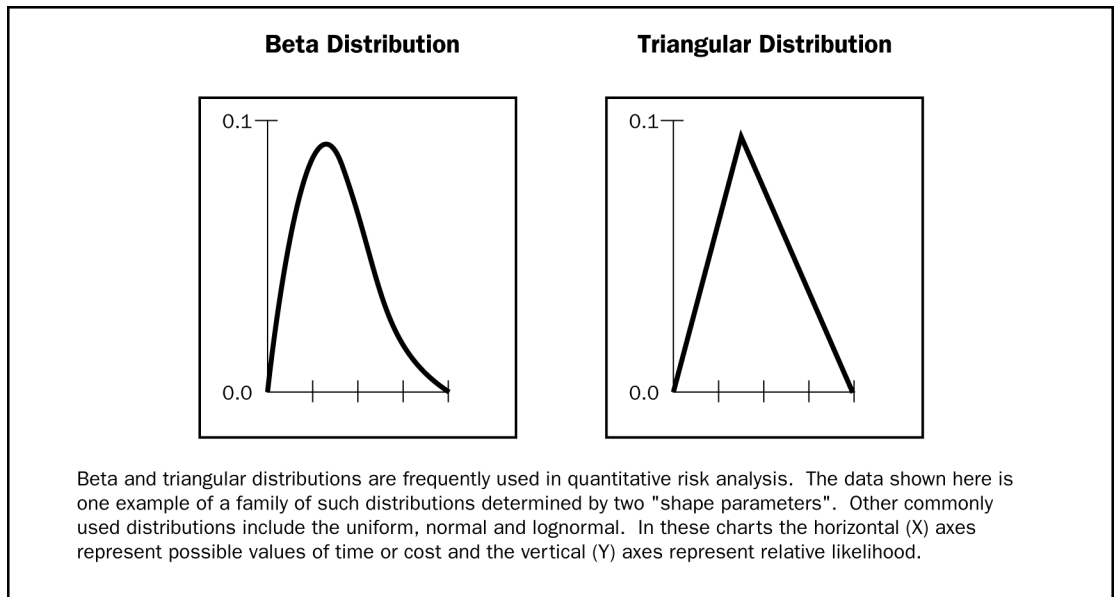 Beta Distribution
Triangular Distribution
0.1
0.0
0.1
0.0
Beta and triangular distributions are frequently used in quantitative risk analysis.  The data shown here is
one example of a family of such distributions determined by two "shape parameters".  Other commonly
used distributions include the uniform, normal and lognormal.  In these charts the horizontal (X) axes
represent possible values of time or cost and the vertical (Y) axes represent relative likelihood.